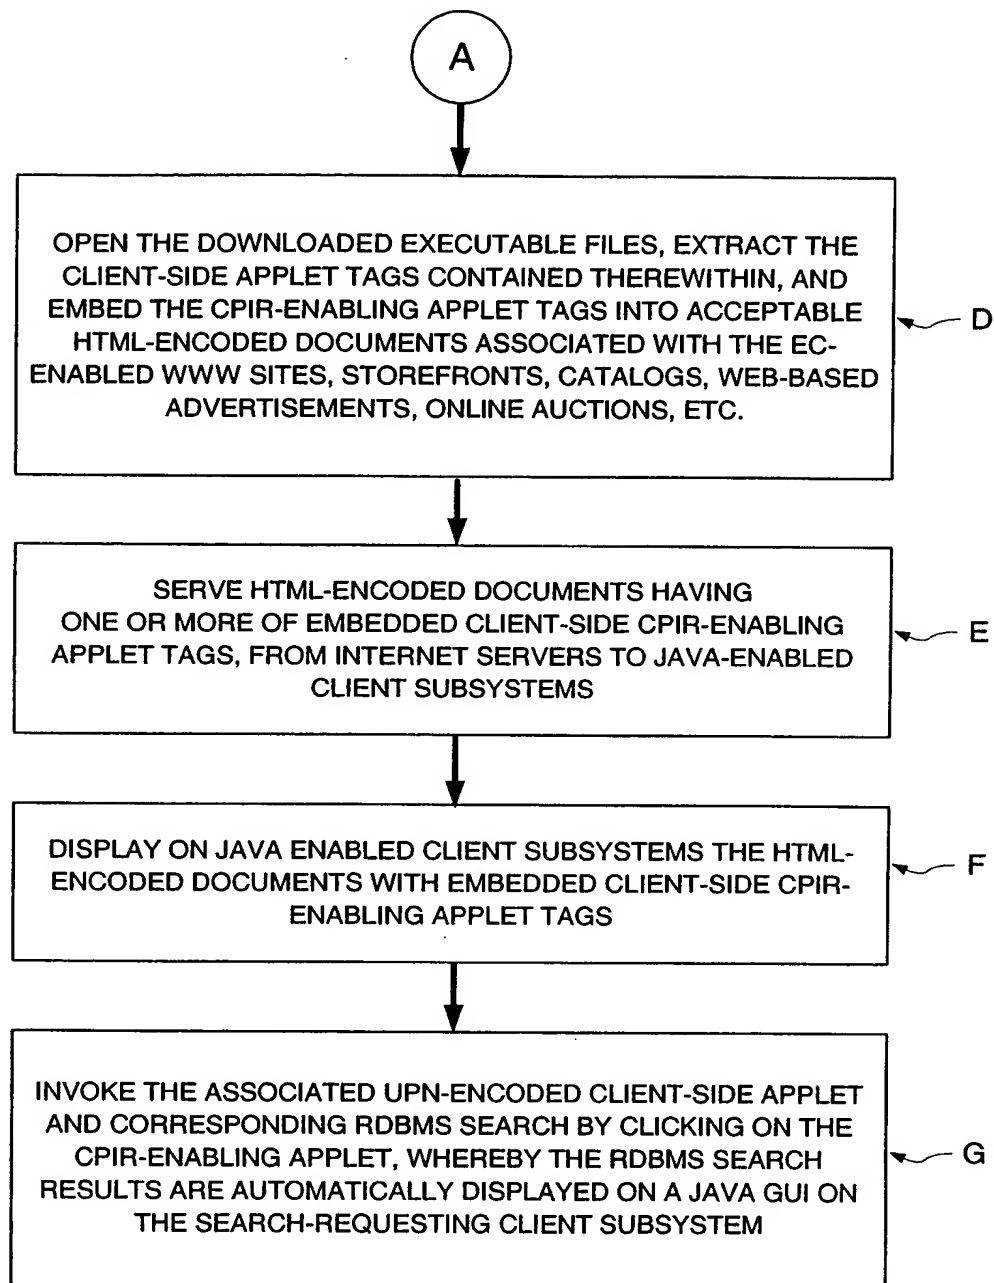 A
OPEN THE DOWNLOADED EXECUTABLE FILES, EXTRACT THE
CLIENT-SIDE APPLET TAGS CONTAINED THEREWITHIN, AND
EMBED THE CPIR-ENABLING APPLET TAGS INTO ACCEPTABLE
HTML-ENCODED DOCUMENTS ASSOCIATED WITH THE EC-
ENABLED WWW SITES, STOREFRONTS, CATALOGS, WEB-BASED
ADVERTISEMENTS, ONLINE AUCTIONS, ETC.
D
SERVE HTML-ENCODED DOCUMENTS HAVING
ONE OR MORE OF EMBEDDED CLIENT-SIDE CPIR-ENABLING
APPLET TAGS, FROM INTERNET SERVERS TO JAVA-ENABLED
CLIENT SUBSYSTEMS
E
DISPLAY ON JAVA ENABLED CLIENT SUBSYSTEMS THE HTML-
ENCODED DOCUMENTS WITH EMBEDDED CLIENT-SIDE CPIR-
ENABLING APPLET TAGS
F
INVOKE THE ASSOCIATED UPN-ENCODED CLIENT-SIDE APPLET
AND CORRESPONDING RDBMS SEARCH BY CLICKING ON THE
CPIR-ENABLING APPLET, WHEREBY THE RDBMS SEARCH
RESULTS ARE AUTOMATICALLY DISPLAYED ON A JAVA GUI ON
THE SEARCH-REQUESTING CLIENT SUBSYSTEM
G